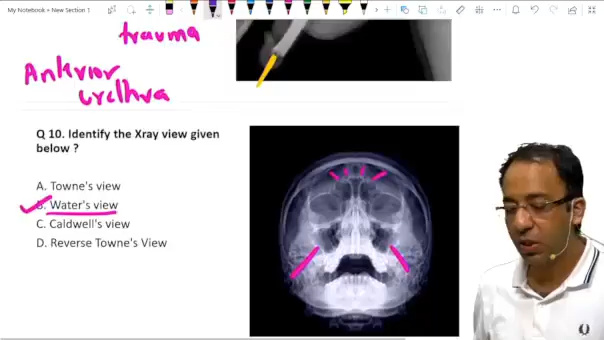 My Notebook » New Section 1
trauma
Anterior
urethra
Q 10. Identify the Xray view given
below ?
A. Towne's view
B. Water's view
C. Caldwell's view
D. Reverse Towne's View